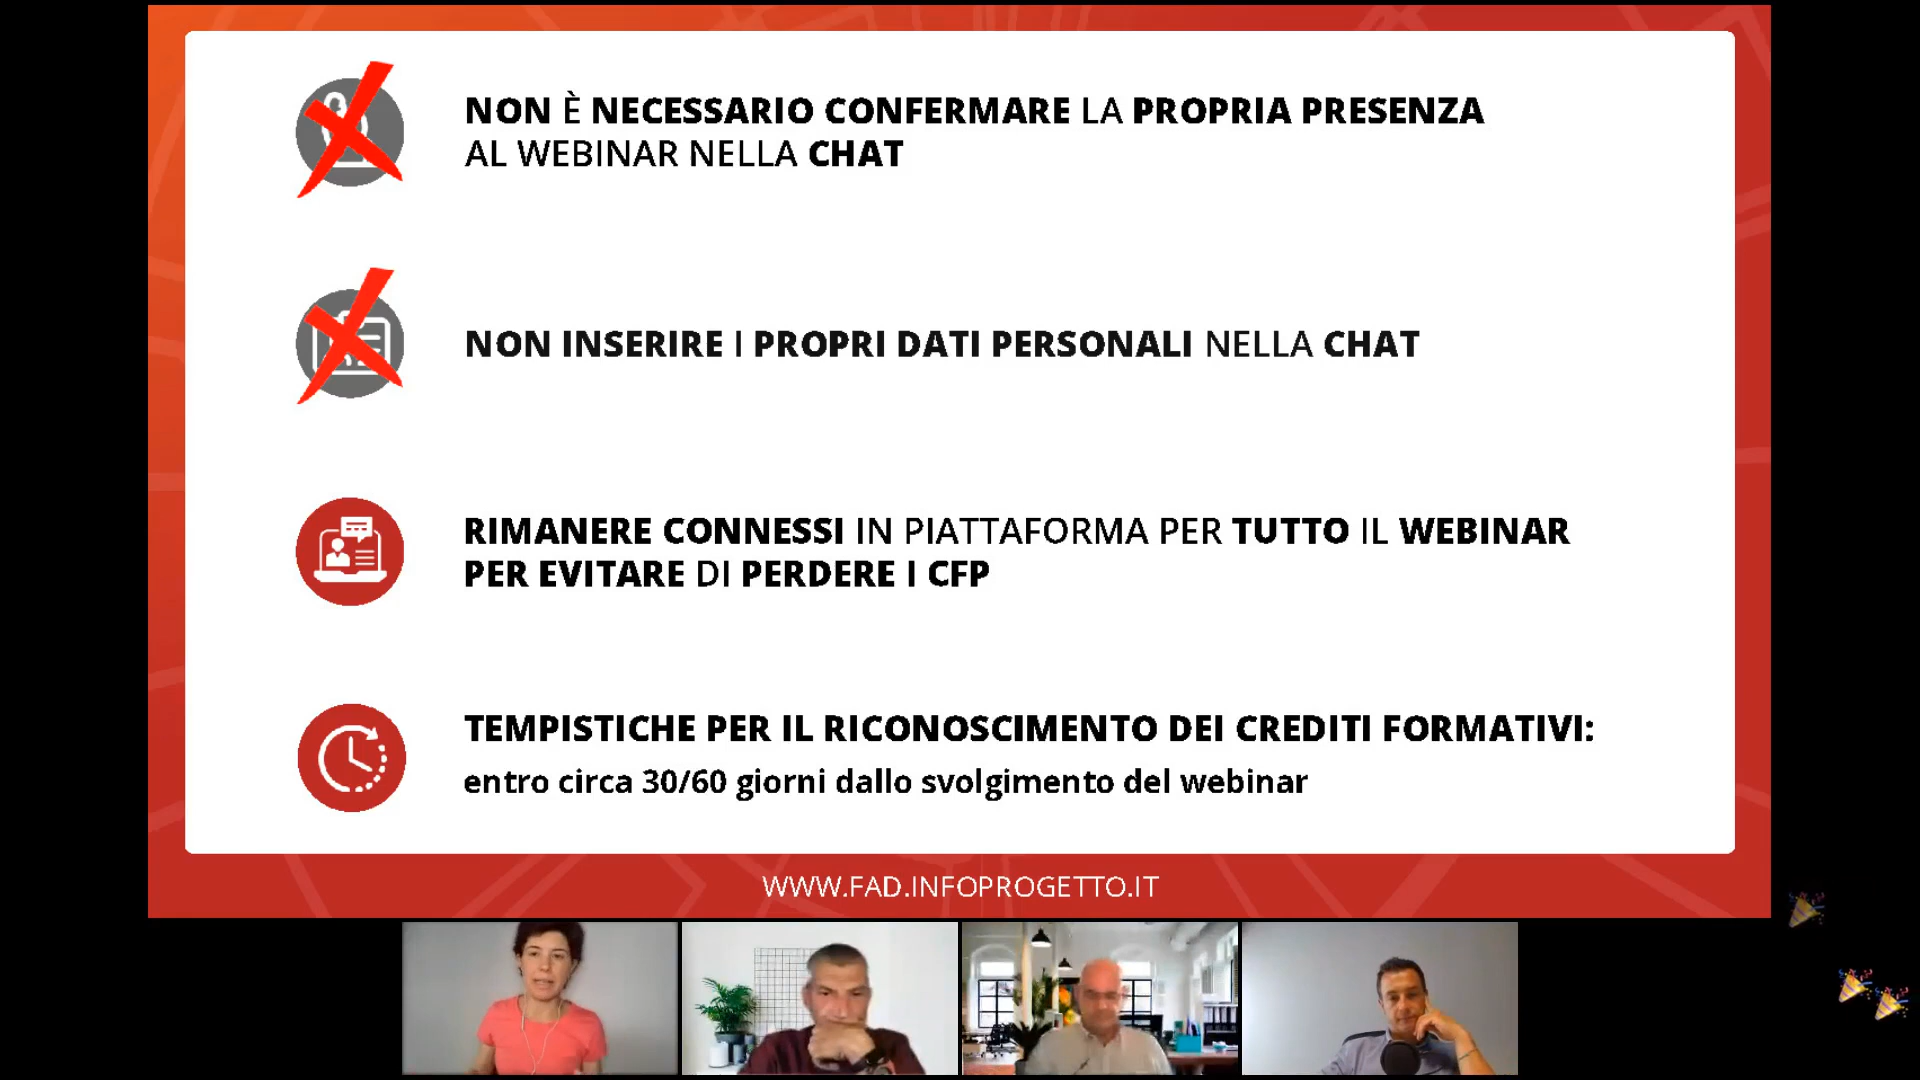 NON È NECESSARIO CONFERMARE LA PROPRIA PRESENZA
AL WEBINAR NELLA CHAT
NON INSERIRE I PROPRI DATI PERSONALI NELLA CHAT
RIMANERE CONNESSI IN PIATTAFORMA PER TUTTO IL WEBINAR
PER EVITARE DI PERDERE I CFP
TEMPISTICHE PER IL RICONOSCIMENTO DEI CREDITI FORMATIVI:
entro circa 30/60 giorni dallo svolgimento del webinar
WWW.FAD.INFOPROGETTO.IT